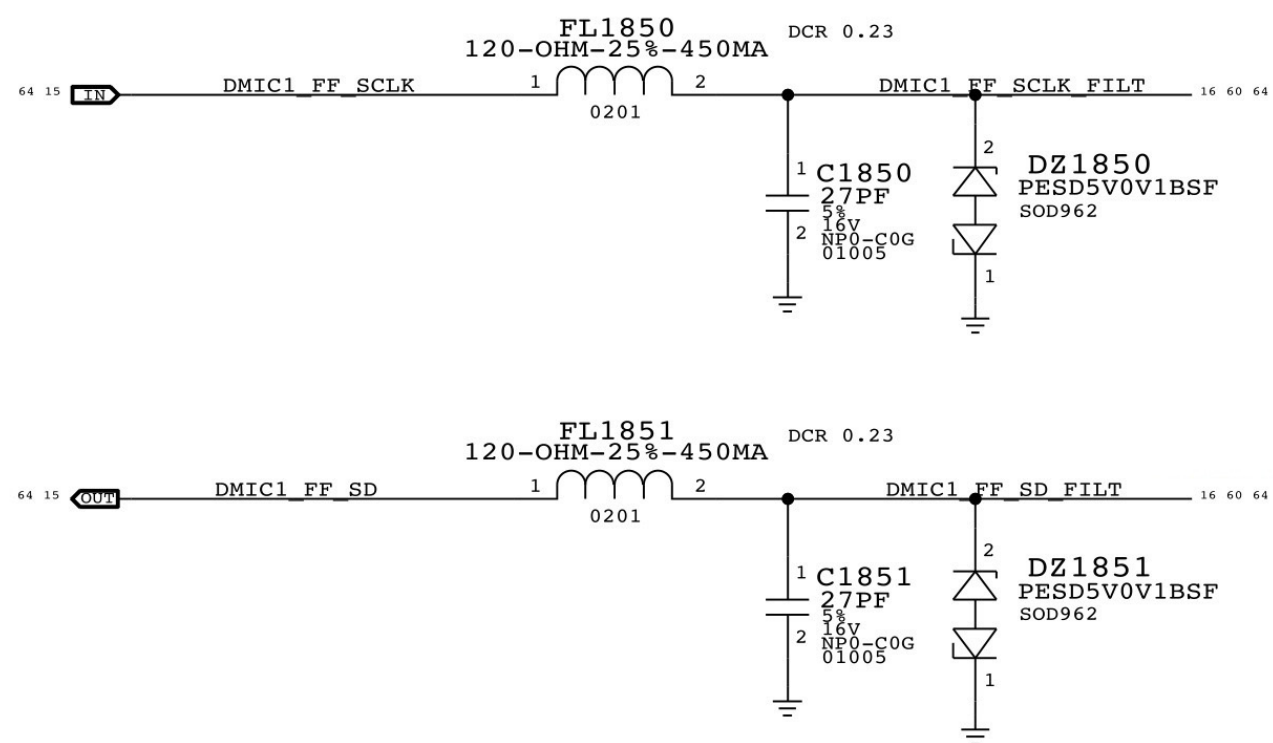 FL1850
120-OHM-25%-450MA
DCR 0.23
64 15 IN DMIC1_FF_SCLK 1 2 DMIC1_FF_SCLK_FILT 16 60 64
0201
1 C1850
27PF
5%
16V
2 NP0-C0G
01005
2 DZ1850
PESD5V0V1BSF
SOD962
1
FL1851
120-OHM-25%-450MA
DCR 0.23
64 15 OUT DMIC1_FF_SD 1 2 DMIC1_FF_SD_FILT 16 60 64
0201
1 C1851
27PF
5%
16V
2 NP0-C0G
01005
2 DZ1851
PESD5V0V1BSF
SOD962
1